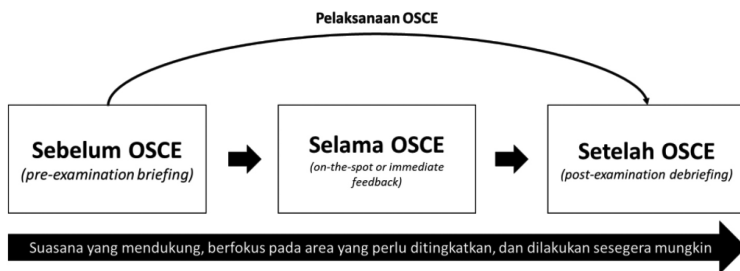 Pelaksanaan OSCE
Sebelum OSCE
(pre-examination briefing)
Selama OSCE
(on-the-spot or immediate
feedback)
Setelah OSCE
(post-examination debriefing)
Suasana yang mendukung, berfokus pada area yang perlu ditingkatkan, dan dilakukan sesegera mungkin